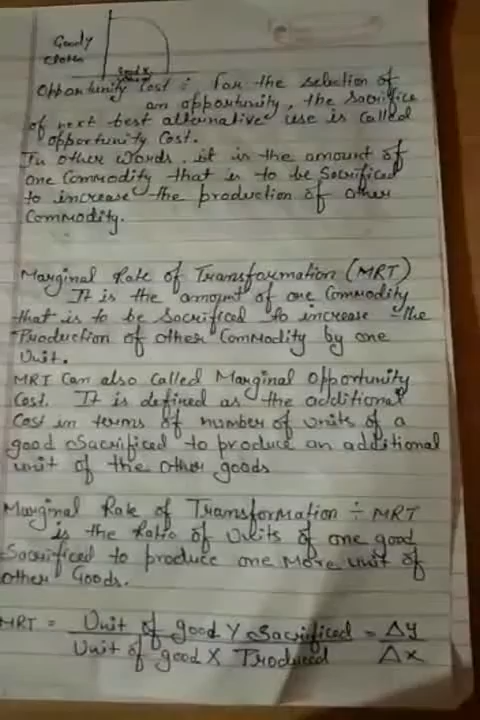 Good y
Good x
Opportunity Cost : For the selection of
an opportunity, the sacrifice
of next best alternative use is called
opportunity Cost.
In other words, it is the amount of
one Commodity that is to be Sacrificed
to increase the production of other
Commodity.
Marginal Rate of Transformation (MRT)
It is the amount of one Commodity
that is to be Sacrificed to increase the
Production of other Commodity by one
Unit.
MRT Can also Called Marginal Opportunity
Cost. It is defined as the additional
Cost in terms of number of units of a
good Sacrificed to produce an additional
unit of the other goods
Marginal Rate of Transformation ÷ MRT
is the Ratio of Units of one good
Sacrificed to produce one More unit of
other Goods.
MRT = Unit of good Y Sacrificed = Δy
Unit of good X Produced Δx